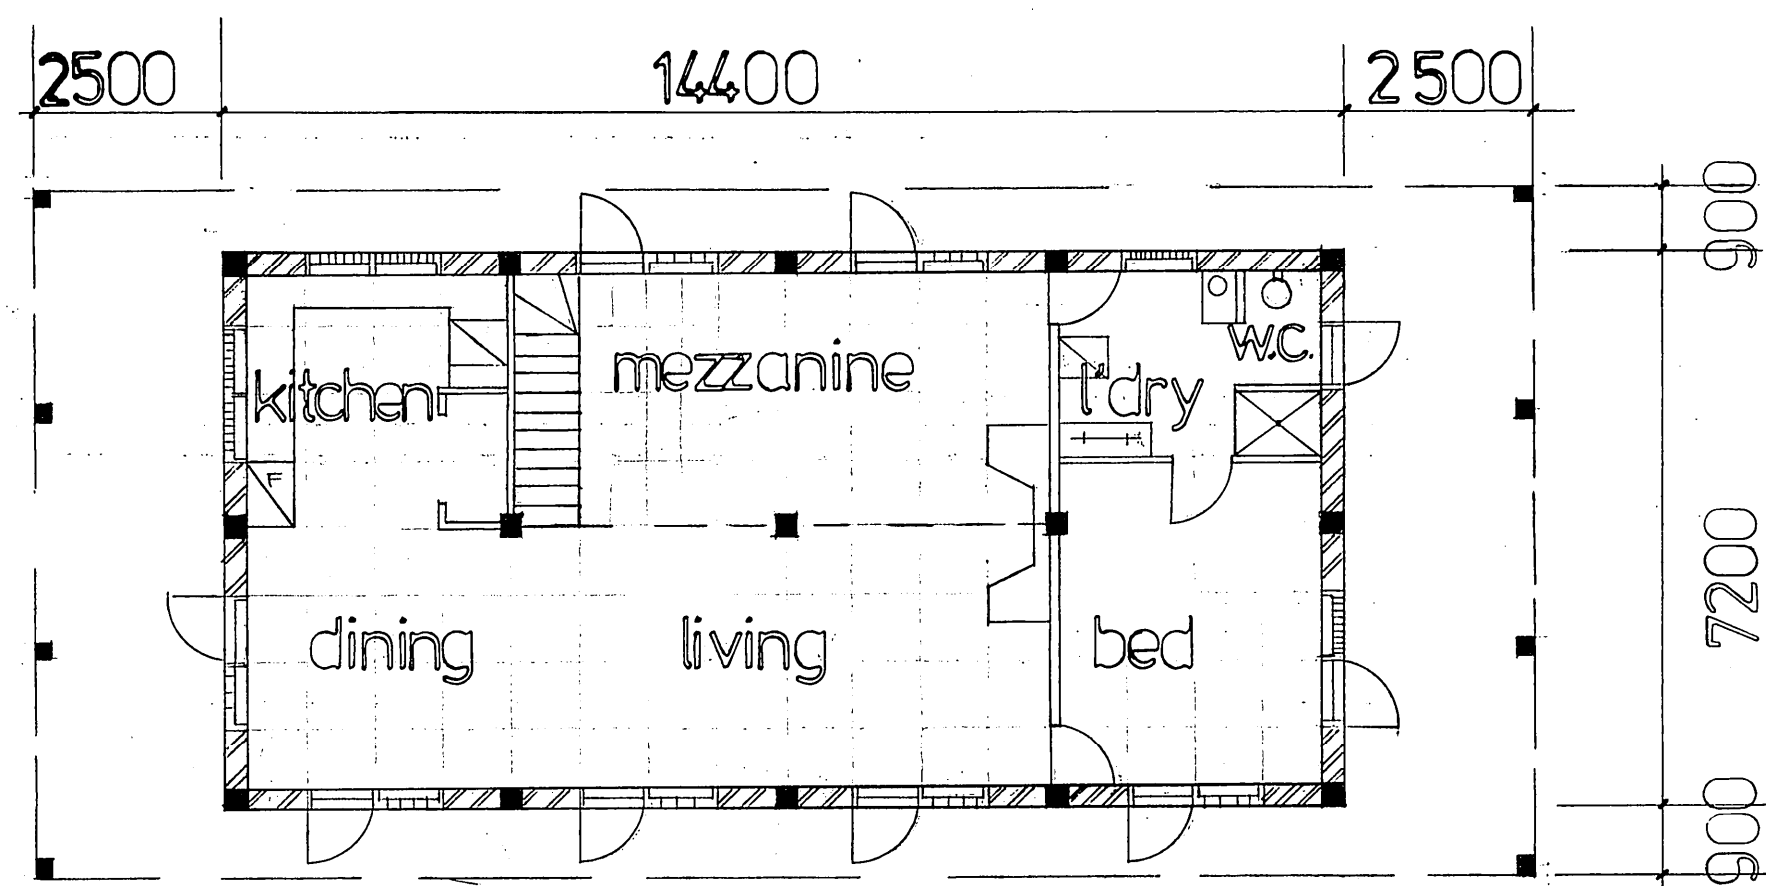 2500 14400 2500
900
W.C.
kitchen mezzanine l'dry
F
7200
dining living bed
900